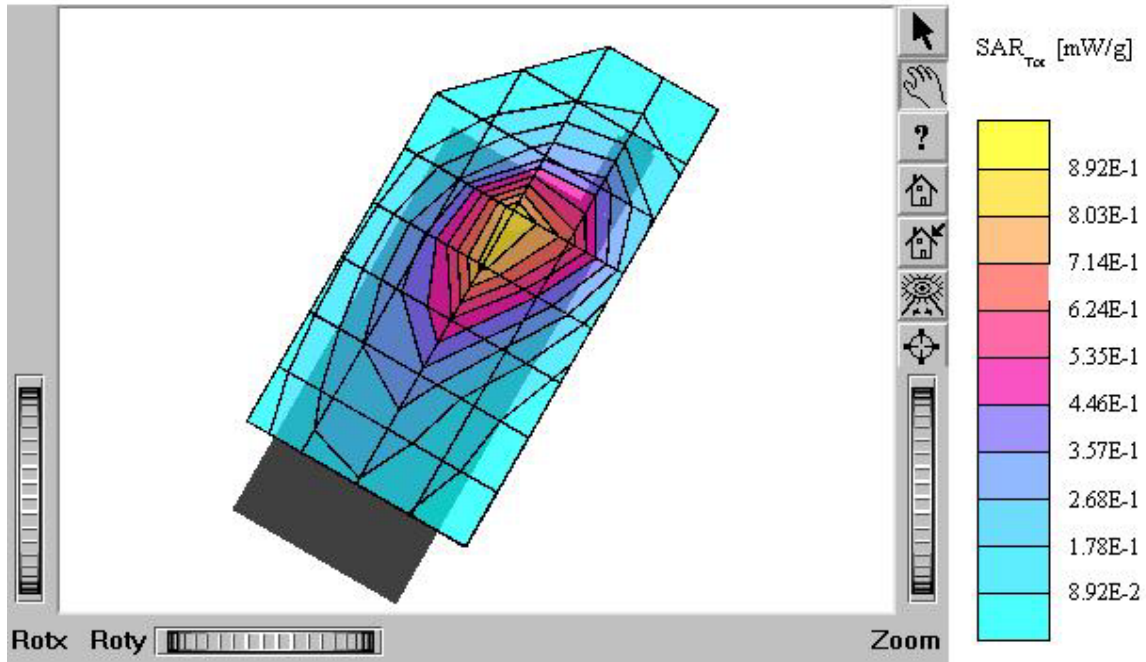 SARTot [mW/g]
?
8.92E-1
8.03E-1
7.14E-1
6.24E-1
5.35E-1
4.46E-1
3.57E-1
2.68E-1
1.78E-1
8.92E-2
Rotx Roty Zoom